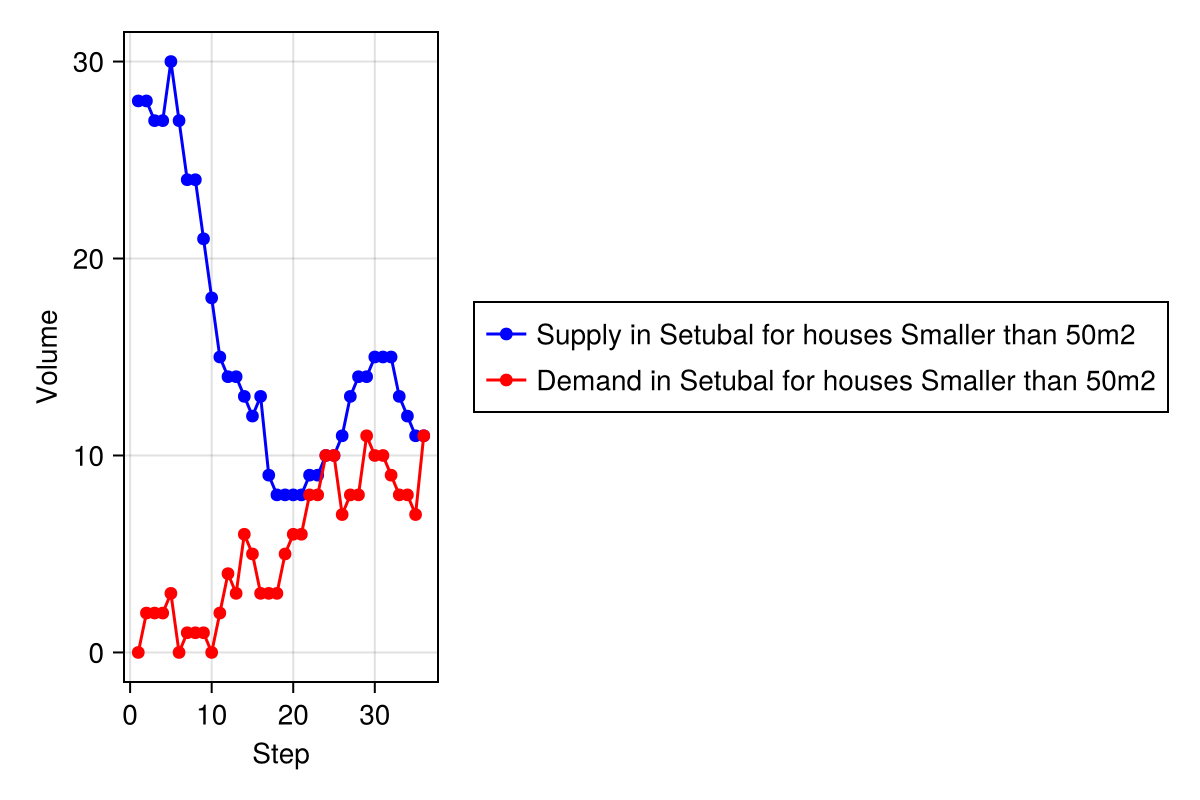 30
20
10
0
Volume
0 10 20 30
Step
Supply in Setubal for houses Smaller than 50m2
Demand in Setubal for houses Smaller than 50m2